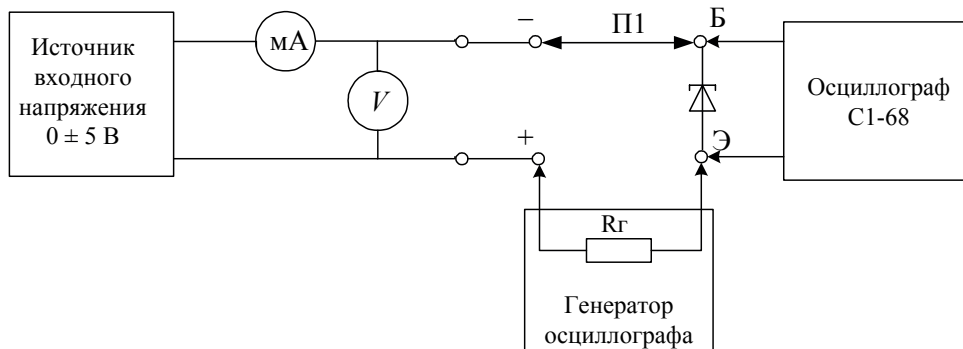 Источник
входного
напряжения
0 ± 5 В
мА
V
−
+
П1
Б
Э
Осциллограф
С1-68
Rг
Генератор
осциллографа